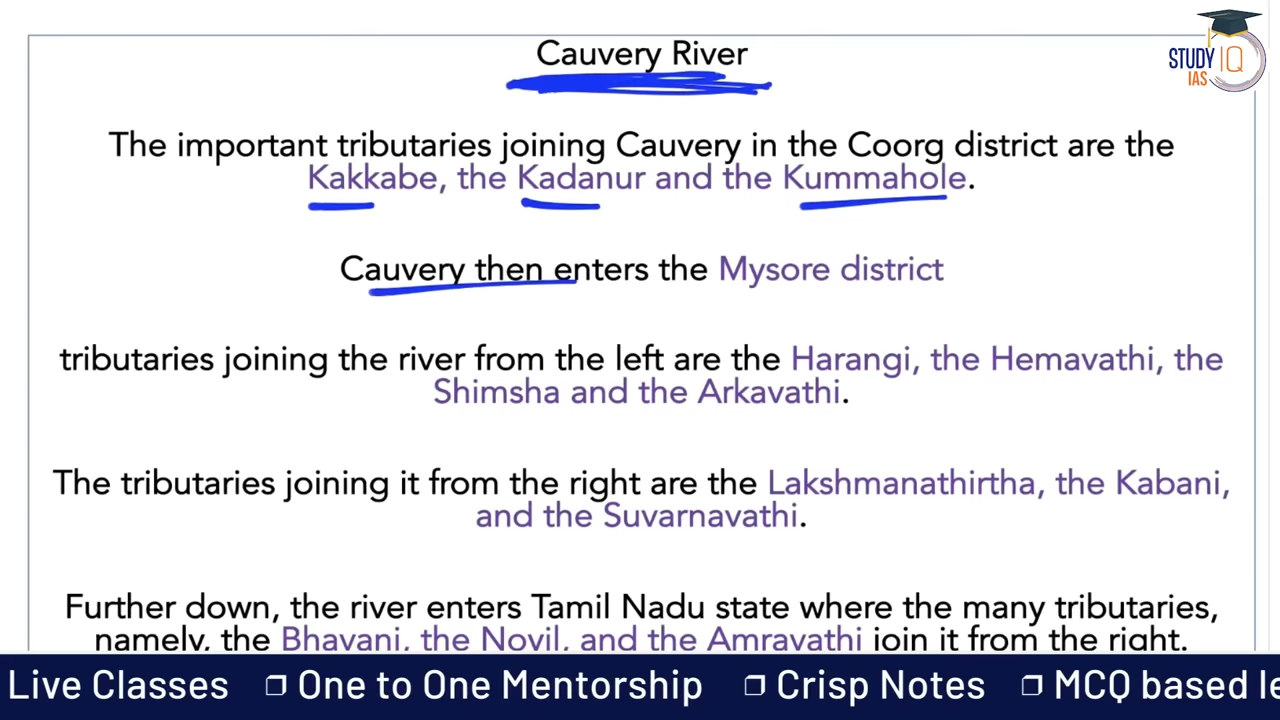 Cauvery River
STUDY IQ
IAS
The important tributaries joining Cauvery in the Coorg district are the
Kakkabe, the Kadanur and the Kummahole.
Cauvery then enters the Mysore district
tributaries joining the river from the left are the Harangi, the Hemavathi, the
Shimsha and the Arkavathi.
The tributaries joining it from the right are the Lakshmanathirtha, the Kabani,
and the Suvarnavathi.
Further down, the river enters Tamil Nadu state where the many tributaries,
namely, the Bhavani, the Noyil, and the Amravathi join it from the right.
Live Classes ❐ One to One Mentorship ❐ Crisp Notes ❐ MCQ based le